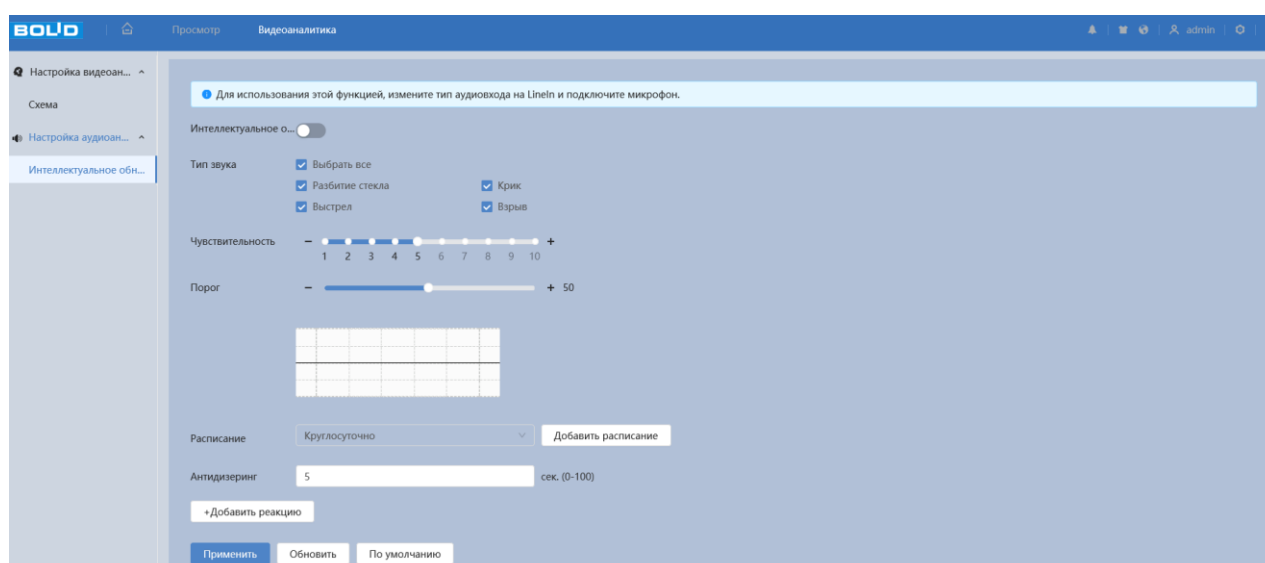 BOLID Просмотр Видеоаналитика admin
Настройка видеоан...
Схема
Настройка аудиоан...
Интеллектуальное обн...
Для использования этой функцией, измените тип аудиовхода на LineIn и подключите микрофон.
Интеллектуальное о...
Тип звука Выбрать все
Разбитие стекла Крик
Выстрел Взрыв
Чувствительность − +
1 2 3 4 5 6 7 8 9 10
Порог − + 50
Расписание Круглосуточно Добавить расписание
Антидизеринг 5 сек. (0-100)
+Добавить реакцию
Применить Обновить По умолчанию